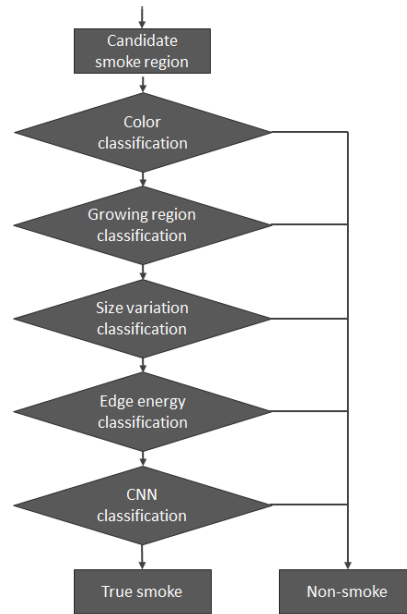 Candidate
smoke region
Color
classification
Growing region
classification
Size variation
classification
Edge energy
classification
CNN
classification
True smoke
Non-smoke